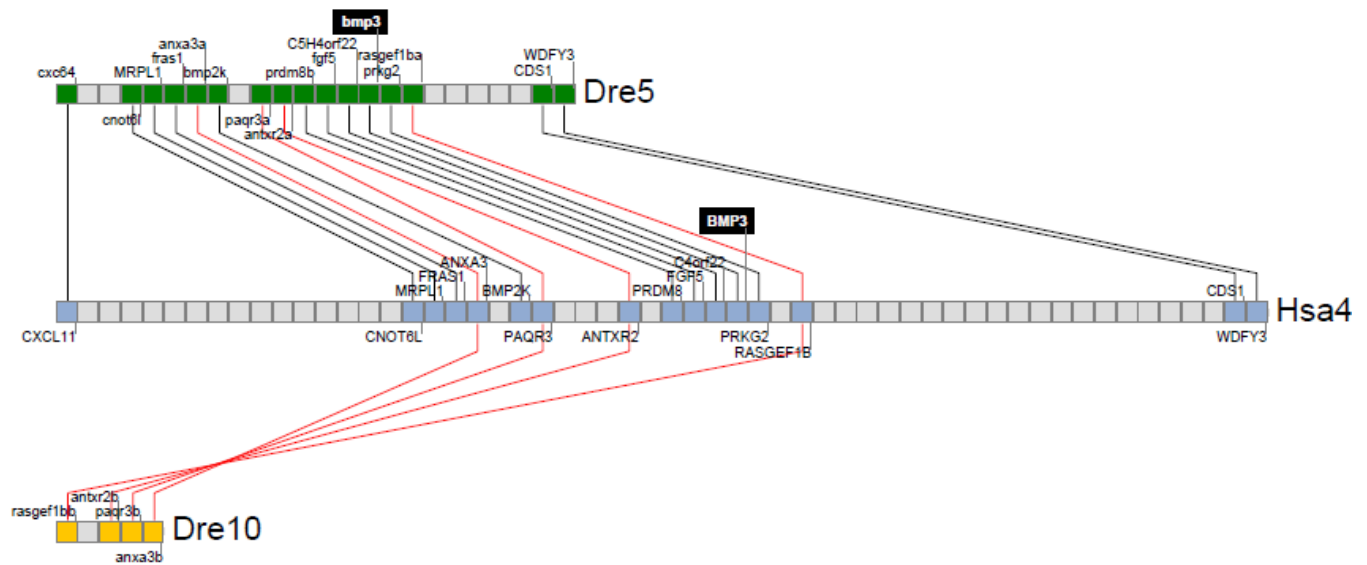 bmp3
anxa3a
C5H4orf22
fras1
fgf5
rasgef1ba
WDFY3
cxc64
MRPL1
bmp2k
prdm8b
prkg2
CDS1
Dre5
cnot6l
paqr3a
antxr2a
BMP3
ANXA3
C4orf22
FRAS1
FGF5
MRPL1
BMP2K
PRDM8
CDS1
Hsa4
CXCL11
CNOT6L
PAQR3
ANTXR2
PRKG2
WDFY3
RASGEF1B
antxr2b
rasgef1bb
paqr3b
Dre10
anxa3b